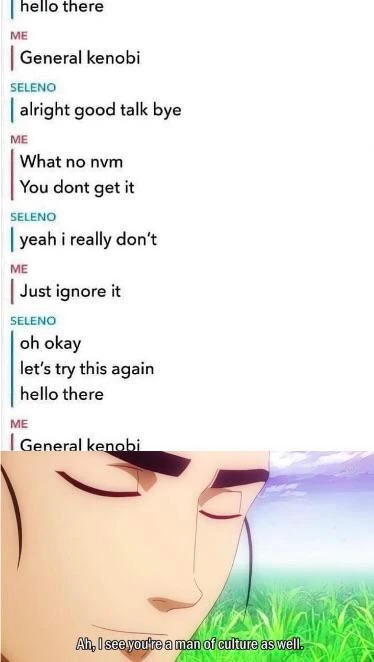 hello there
ME
General kenobi
SELENO
alright good talk bye
ME
What no nvm
You dont get it
SELENO
yeah i really don't
ME
Just ignore it
SELENO
oh okay
let's try this again
hello there
ME
General kenobi
Ah, I see you're a man of culture as well.